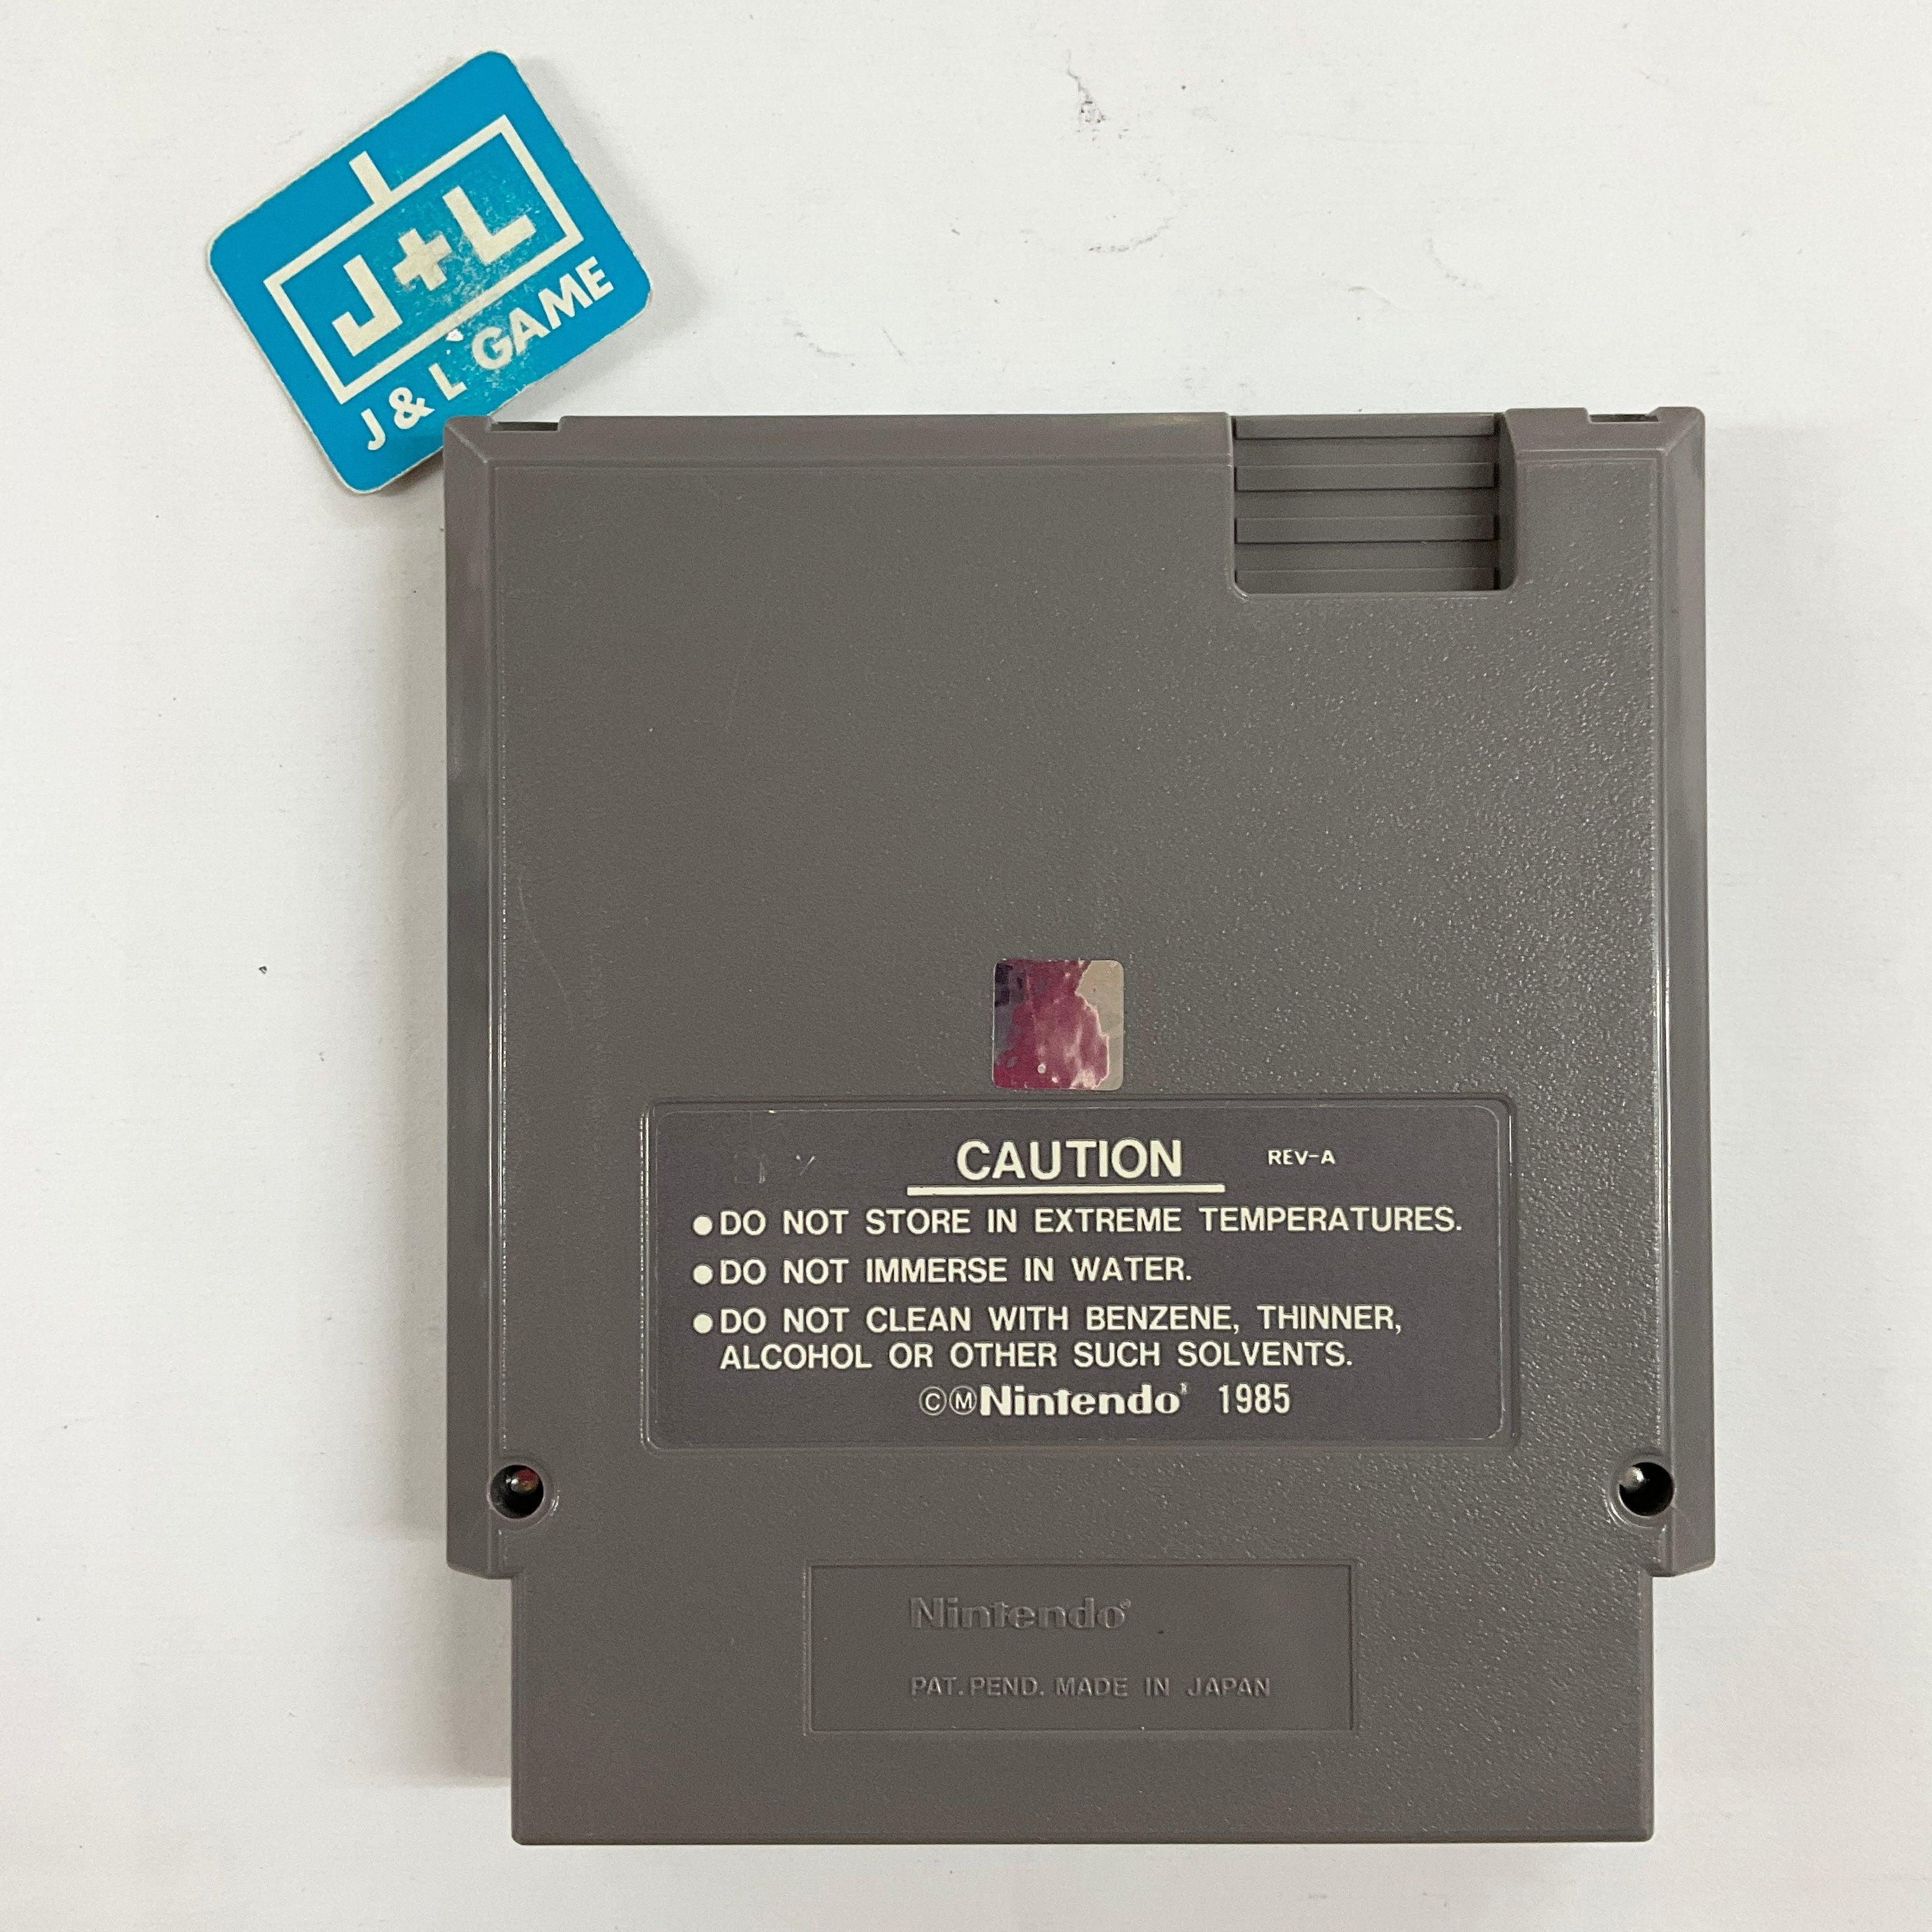 J+L
J & L GAME
CAUTION REV-A
●DO NOT STORE IN EXTREME TEMPERATURES.
●DO NOT IMMERSE IN WATER.
●DO NOT CLEAN WITH BENZENE, THINNER,
ALCOHOL OR OTHER SUCH SOLVENTS.
©ⓂNintendo® 1985
Nintendo®
PAT. PEND. MADE IN JAPAN